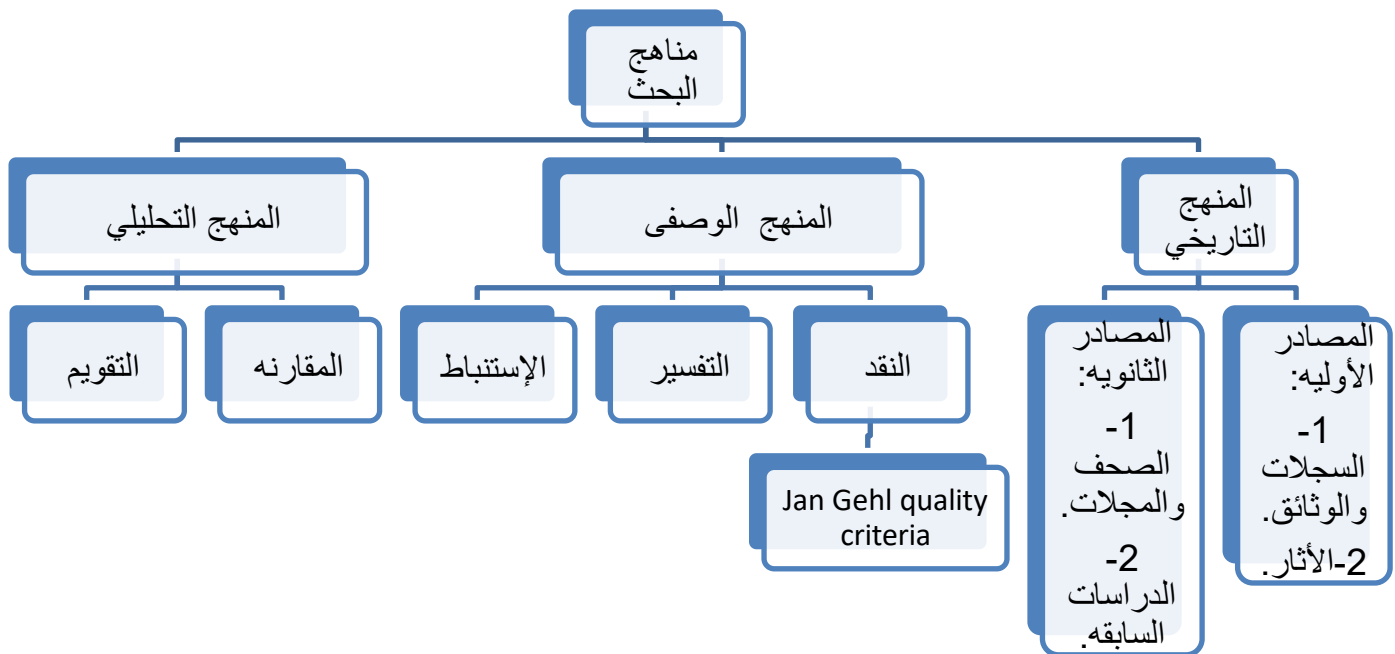 مناهج
البحث
المنهج
التاريخي
المنهج الوصفى
المنهج التحليلي
المصادر
الأوليه:
1-
السجلات
والوثائق.
2-الأثار.
المصادر
الثانويه:
1-
الصحف
والمجلات.
2-
الدراسات
السابقه.
النقد
التفسير
الإستنباط
المقارنه
التقويم
Jan Gehl quality
criteria